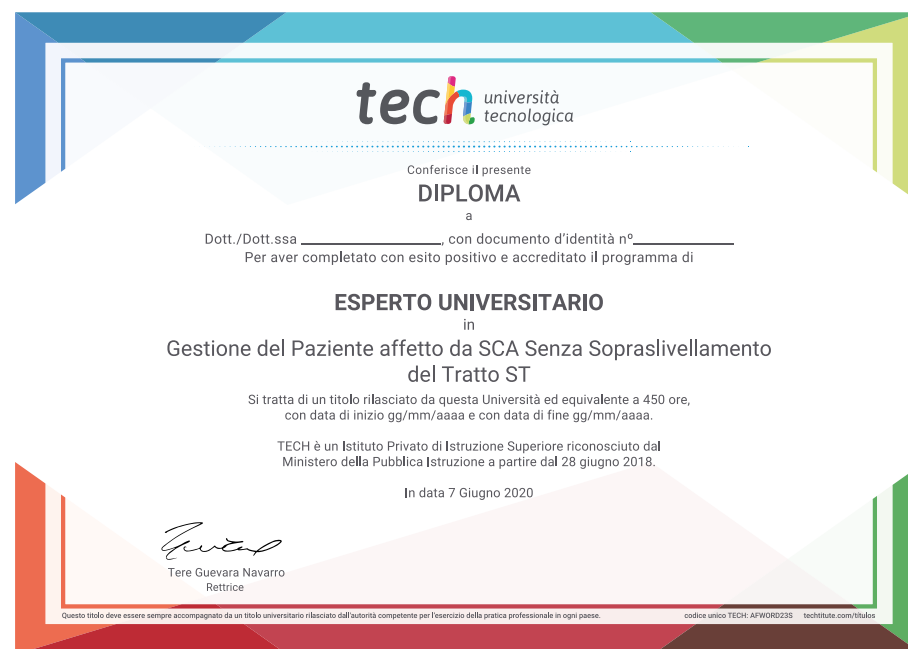 tech università
tecnologica
Conferisce il presente
DIPLOMA
a
Dott./Dott.ssa ____________________, con documento d'identità nº______________
Per aver completato con esito positivo e accreditato il programma di
ESPERTO UNIVERSITARIO
in
Gestione del Paziente affetto da SCA Senza Sopraslivellamento
del Tratto ST
Si tratta di un titolo rilasciato da questa Università ed equivalente a 450 ore,
con data di inizio gg/mm/aaaa e con data di fine gg/mm/aaaa.
TECH è un Istituto Privato di Istruzione Superiore riconosciuto dal
Ministero della Pubblica Istruzione a partire dal 28 giugno 2018.
In data 7 Giugno 2020
Tere Guevara Navarro
Rettrice
Questo titolo deve essere sempre accompagnato da un titolo universitario rilasciato dall'autorità competente per l'esercizio della pratica professionale in ogni paese. codice unico TECH: AFWORD23S techtitute.com/titulos